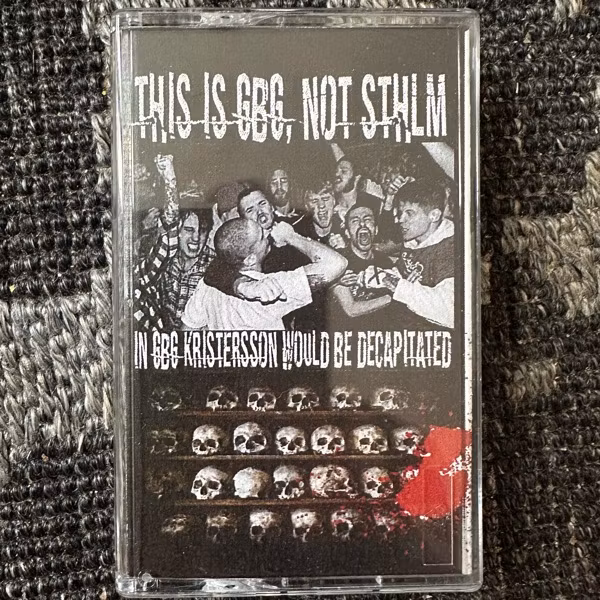 THIS IS GBG, NOT STHLM
IN GBG KRISTERSSON WOULD BE DECAPITATED